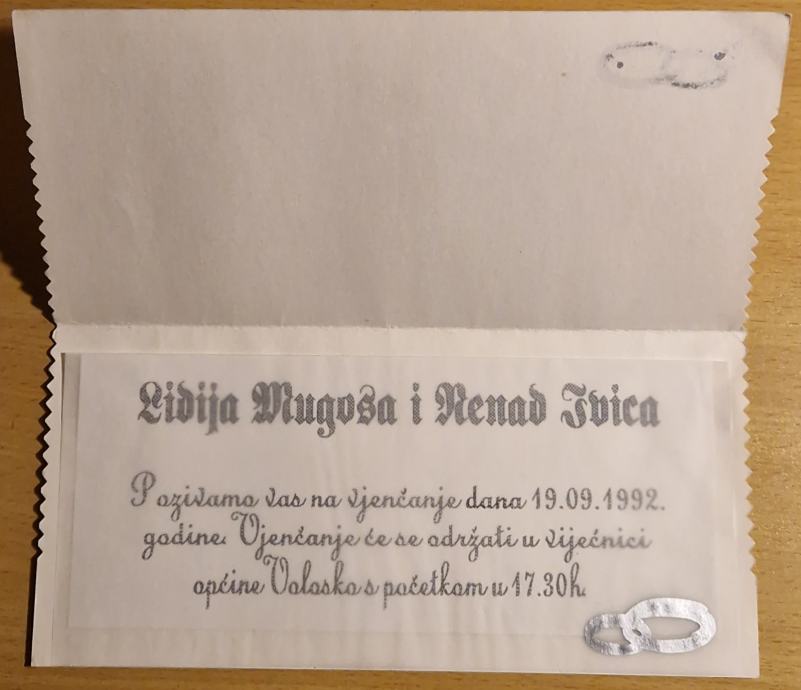 Lidija Mugosa i Nenad Ivica
Pozivamo vas na vjenčanje dana 19.09.1992.
godine. Vjenčanje će se održati u vijećnici
općine Volosko s početkom u 17.30h.